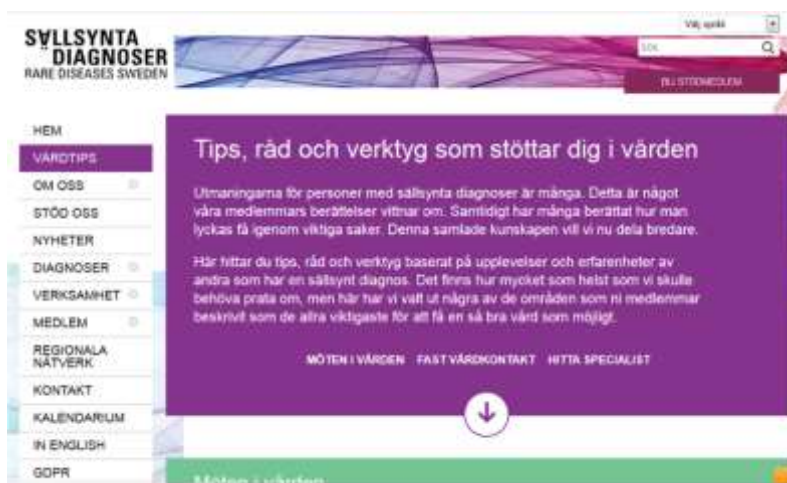 Välj språk
SÄLLSYNTA
DIAGNOSER
RARE DISEASES SWEDEN
SÖK
BLI STÖDMEDLEM
HEM
VÅRDTIPS
OM OSS
STÖD OSS
NYHETER
DIAGNOSER
VERKSAMHET
MEDLEM
REGIONALA
NÄTVERK
KONTAKT
KALENDARIUM
IN ENGLISH
GDPR
Tips, råd och verktyg som stöttar dig i vården
Utmaningarna för personer med sällsynta diagnoser är många. Detta är något
våra medlemmars berättelser vittnar om. Samtidigt har många berättat hur man
lyckas få igenom viktiga saker. Denna samlade kunskapen vill vi nu dela bredare.
Här hittar du tips, råd och verktyg baserat på upplevelser och erfarenheter av
andra som har en sällsynt diagnos. Det finns hur mycket som helst som vi skulle
behöva prata om, men här har vi valt ut några av de områden som ni medlemmar
beskrivit som de allra viktigaste för att få en så bra vård som möjligt.
MÖTEN I VÅRDEN FAST VÅRDKONTAKT HITTA SPECIALIST
Möten i vården